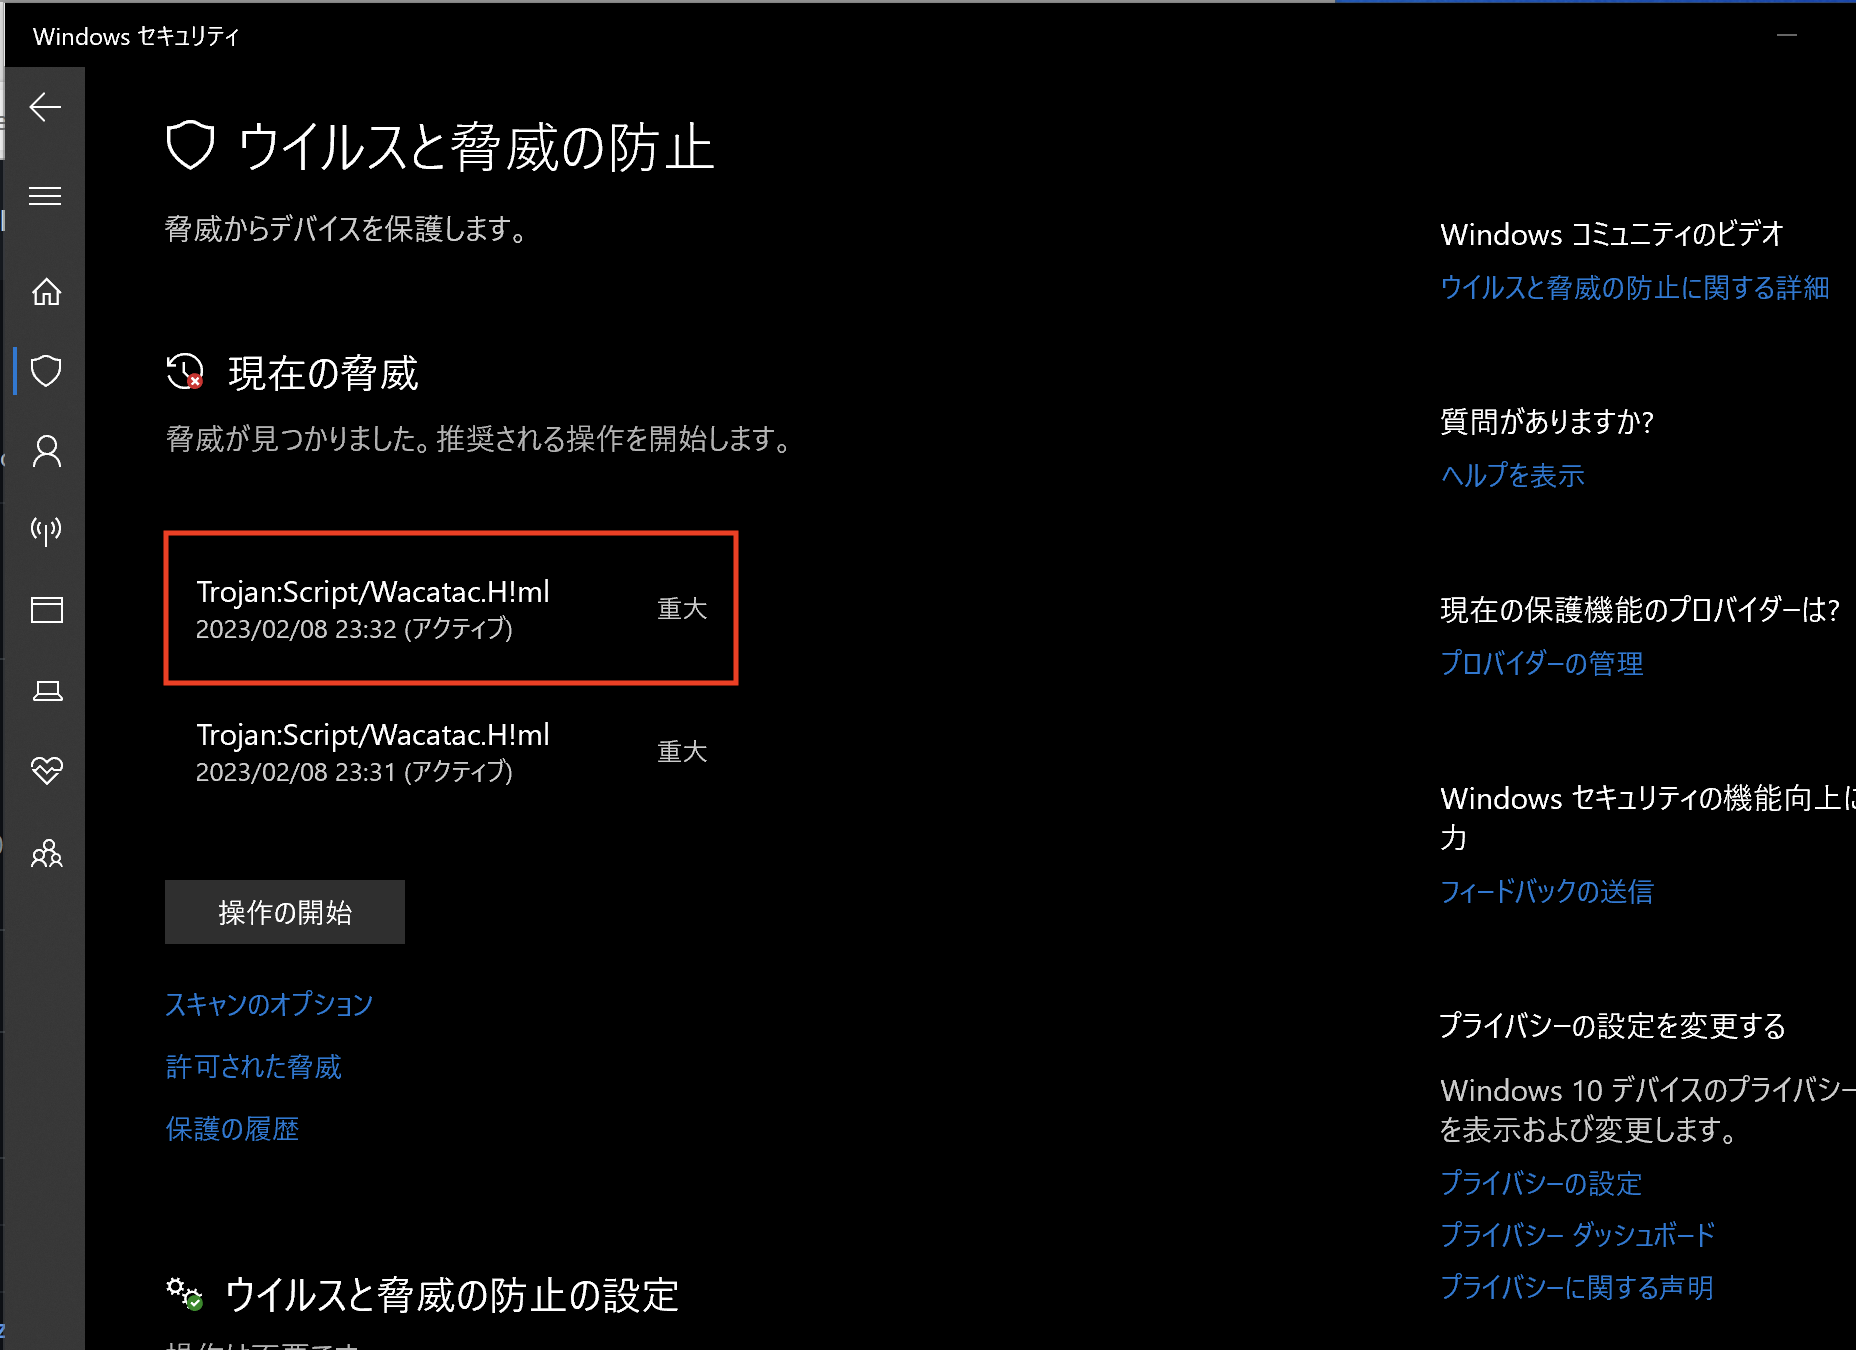 Windows セキュリティ
ウイルスと脅威の防止
脅威からデバイスを保護します。
現在の脅威
脅威が見つかりました。推奨される操作を開始します。
Trojan:Script/Wacatac.H!ml
2023/02/08 23:32 (アクティブ)
重大
Trojan:Script/Wacatac.H!ml
2023/02/08 23:31 (アクティブ)
重大
操作の開始
スキャンのオプション
許可された脅威
保護の履歴
ウイルスと脅威の防止の設定
Windows コミュニティのビデオ
ウイルスと脅威の防止に関する詳細
質問がありますか?
ヘルプを表示
現在の保護機能のプロバイダーは?
プロバイダーの管理
Windows セキュリティの機能向上に
力
フィードバックの送信
プライバシーの設定を変更する
Windows 10 デバイスのプライバシー
を表示および変更します。
プライバシーの設定
プライバシー ダッシュボード
プライバシーに関する声明